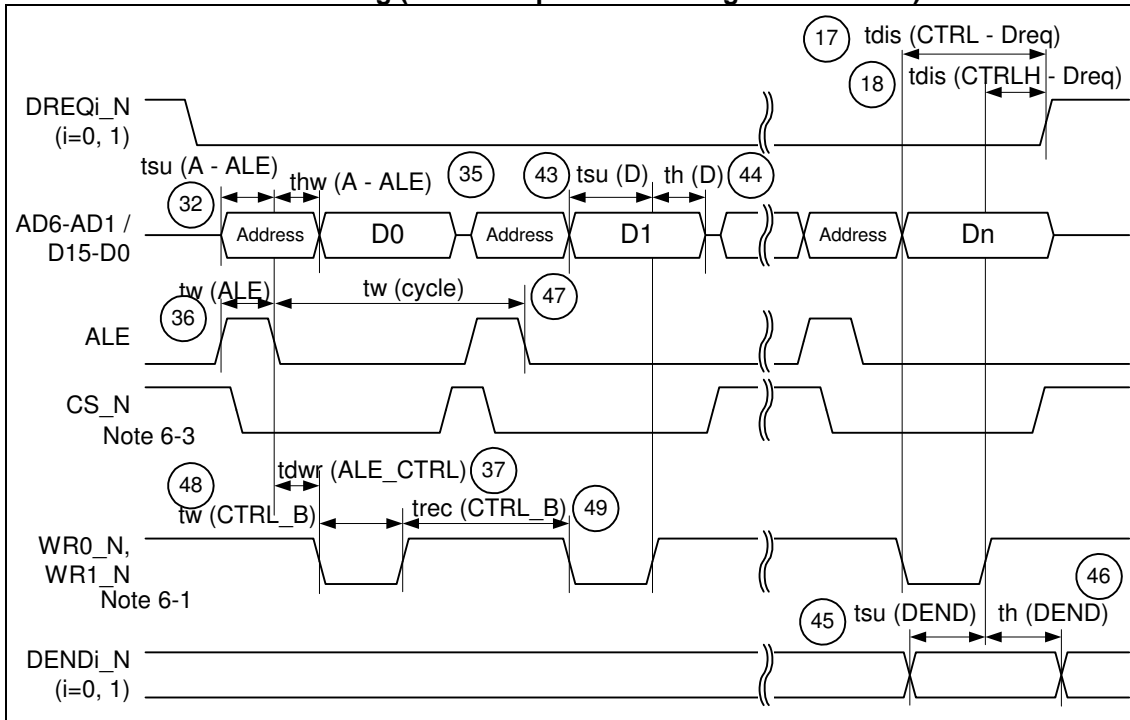 17 tdis (CTRL - Dreq)
18 tdis (CTRLH - Dreq)
DREQi_N
(i=0, 1)
tsu (A - ALE)
thw (A - ALE)
35
43
tsu (D)
th (D)
44
32
AD6-AD1 /
D15-D0
Address
D0
Address
D1
Address
Dn
tw (ALE)
tw (cycle)
47
36
ALE
CS_N
Note 6-3
48
tdwr (ALE_CTRL) 37
tw (CTRL_B)
trec (CTRL_B)
49
WR0_N,
WR1_N
Note 6-1
46
45
tsu (DEND)
th (DEND)
DENDi_N
(i=0, 1)